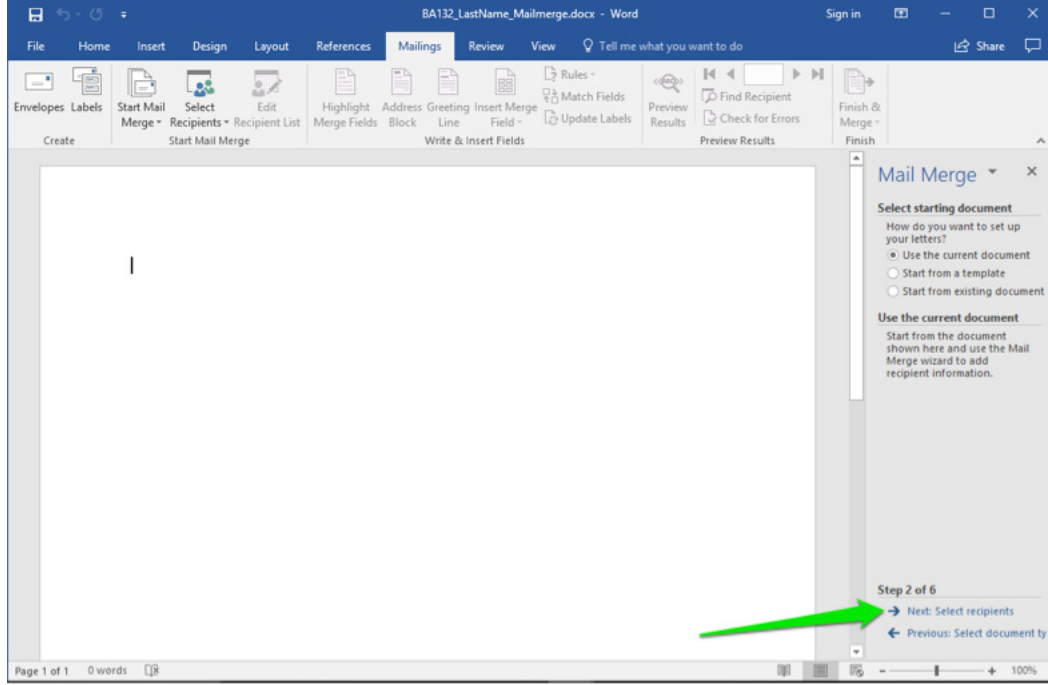 BA132_LastName_Mailmerge.docx - Word
Sign in
File Home Insert Design Layout References Mailings Review View Tell me what you want to do Share
Envelopes Labels
Create
Start Mail
Merge
Select
Recipients
Edit
Recipient List
Start Mail Merge
Highlight
Merge Fields
Address
Block
Greeting
Line
Insert Merge
Field
Rules
Match Fields
Update Labels
Write & Insert Fields
Preview
Results
Find Recipient
Check for Errors
Preview Results
Finish &
Merge
Finish
Mail Merge
Select starting document
How do you want to set up
your letters?
Use the current document
Start from a template
Start from existing document
Use the current document
Start from the document
shown here and use the Mail
Merge wizard to add
recipient information.
Step 2 of 6
Next: Select recipients
Previous: Select document ty
Page 1 of 1 0 words
100%